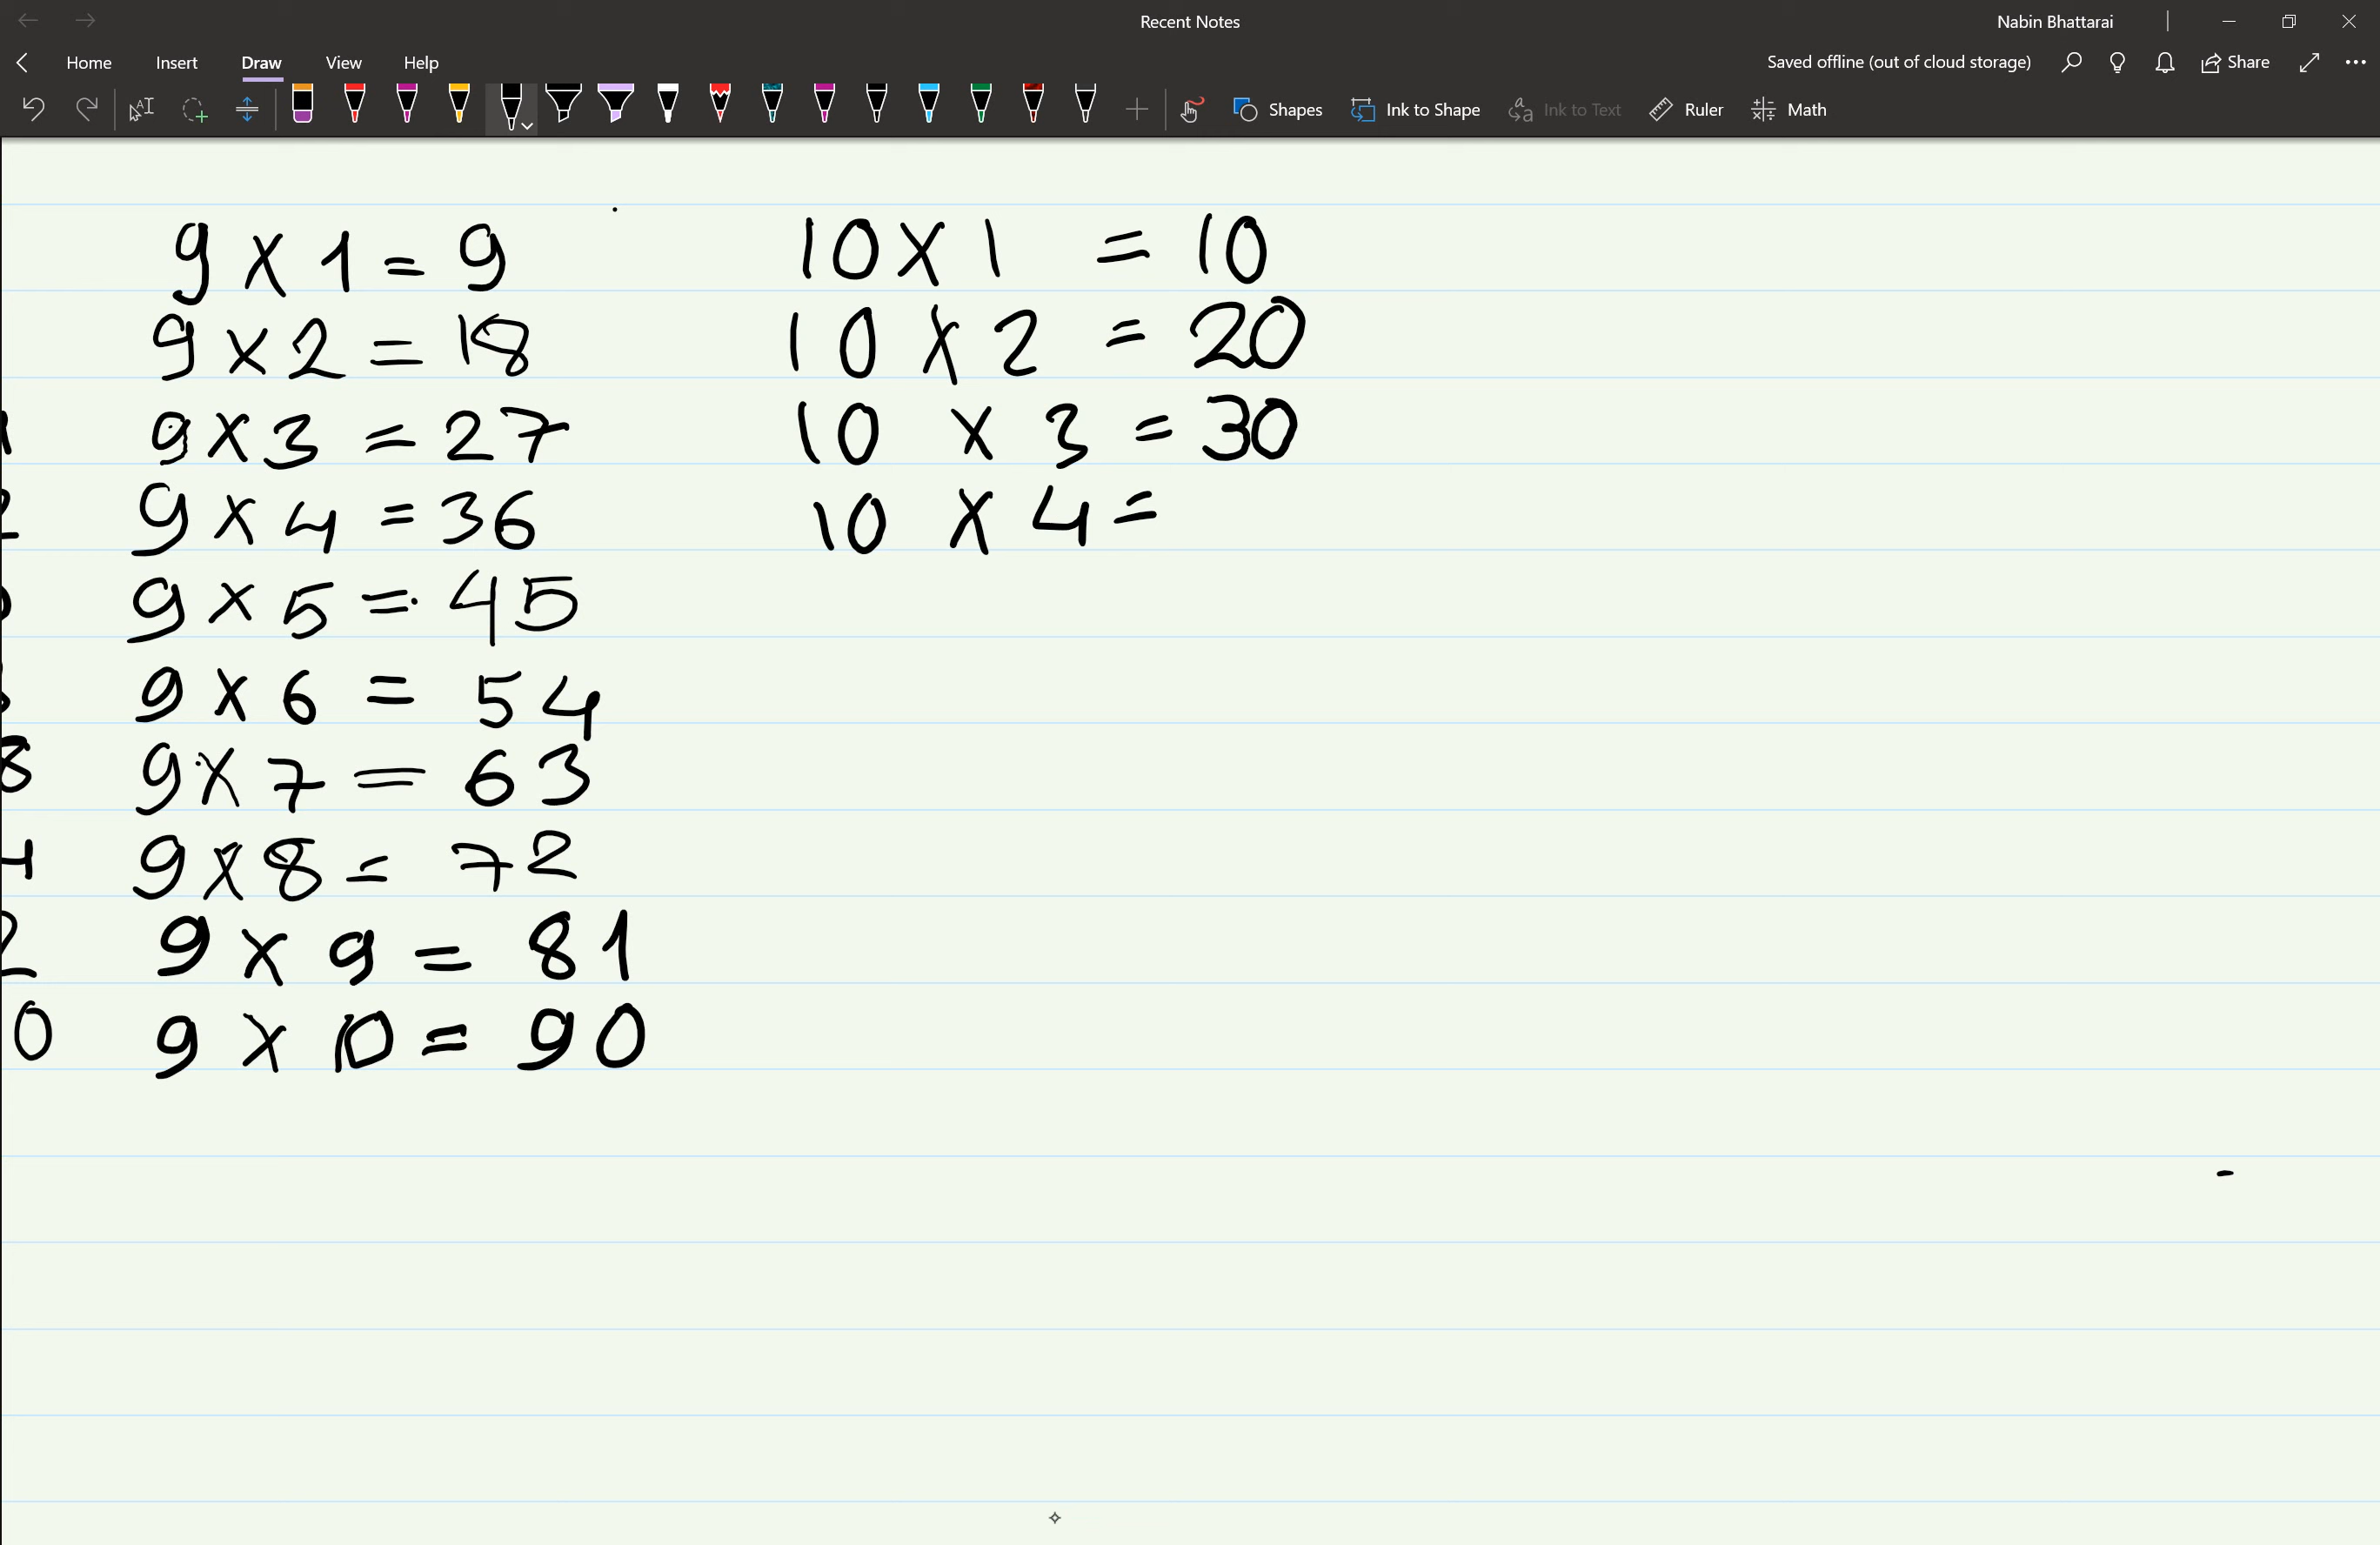 Recent Notes
Nabin Bhattarai
Home Insert Draw View Help
Saved offline (out of cloud storage)
Share
Shapes Ink to Shape Ink to Text Ruler Math
9 x 1 = 9
9 x 2 = 18
9 x 3 = 27
9 x 4 = 36
9 x 5 = 45
9 x 6 = 54
9 x 7 = 63
9 x 8 = 72
9 x 9 = 81
9 x 10 = 90
10 x 1 = 10
10 x 2 = 20
10 x 3 = 30
10 x 4 =